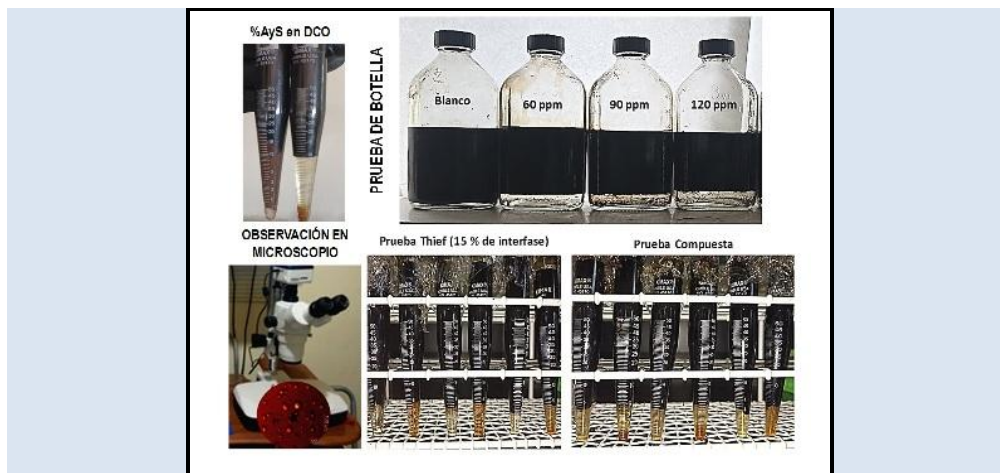 %AyS en DCO
PRUEBA DE BOTELLA
Blanco
60 ppm
90 ppm
120 ppm
OBSERVACIÓN EN
MICROSCOPIO
Prueba Thief (15 % de interfase)
Prueba Compuesta